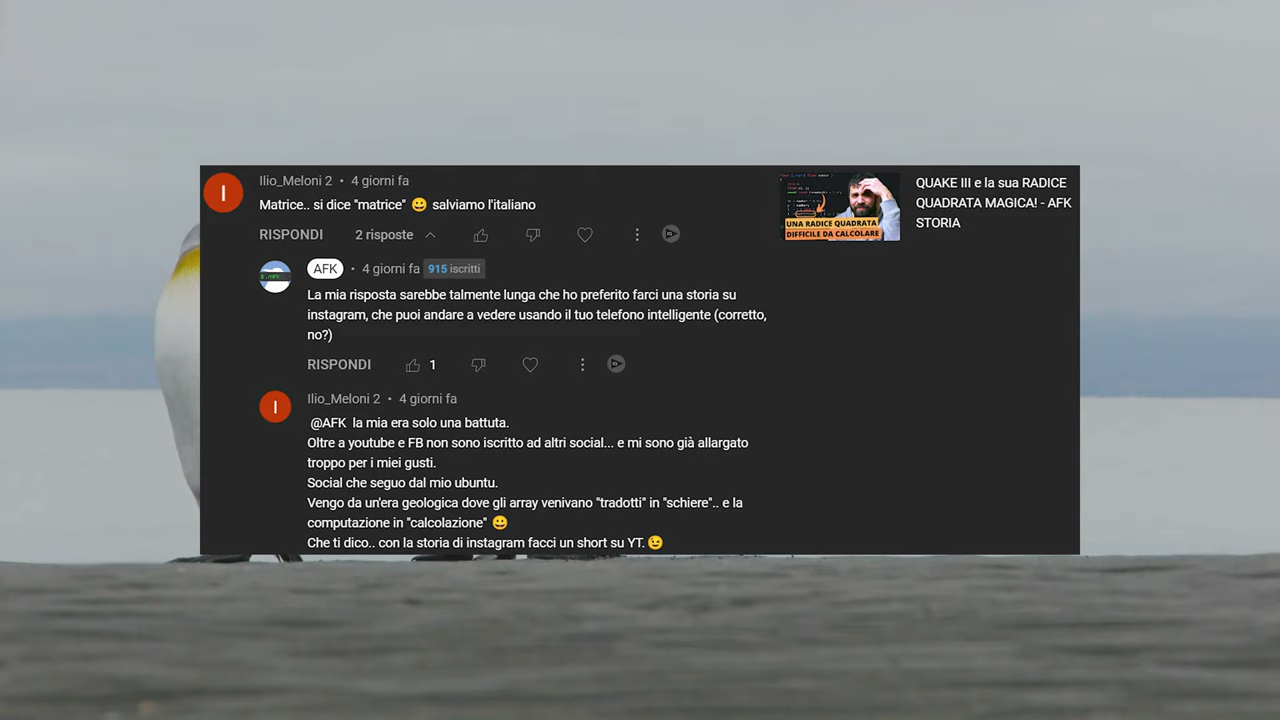 Ilio_Meloni 2 • 4 giorni fa
Matrice.. si dice "matrice" 😀 salviamo l'italiano
RISPONDI 2 risposte
I
AFK • 4 giorni fa 915 iscritti
La mia risposta sarebbe talmente lunga che ho preferito farci una storia su
instagram, che puoi andare a vedere usando il tuo telefono intelligente (corretto,
no?)
RISPONDI 1
Ilio_Meloni 2 • 4 giorni fa
I
@AFK la mia era solo una battuta.
Oltre a youtube e FB non sono iscritto ad altri social... e mi sono già allargato
troppo per i miei gusti.
Social che seguo dal mio ubuntu.
Vengo da un'era geologica dove gli array venivano "tradotti" in "schiere".. e la
computazione in "calcolazione" 😀
Che ti dico.. con la storia di instagram facci un short su YT. 😉
UNA RADICE QUADRATA
DIFFICILE DA CALCOLARE
QUAKE III e la sua RADICE
QUADRATA MAGICA! - AFK
STORIA